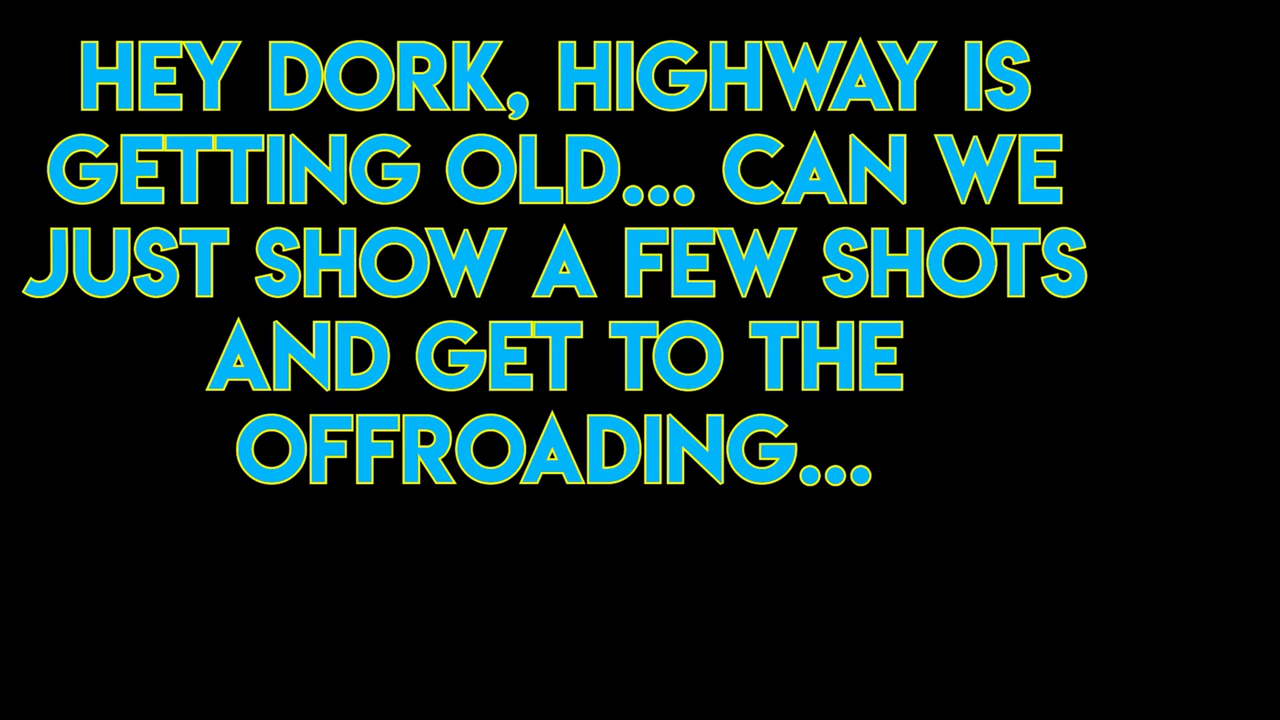 HEY DORK, HIGHWAY IS
GETTING OLD... CAN WE
JUST SHOW A FEW SHOTS
AND GET TO THE
OFFROADING...